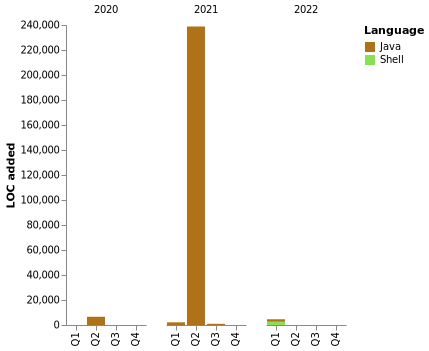 2020 2021 2022
Language
Java
Shell
LOC added
240,000
220,000
200,000
180,000
160,000
140,000
120,000
100,000
80,000
60,000
40,000
20,000
0
Q1 Q2 Q3 Q4 Q1 Q2 Q3 Q4 Q1 Q2 Q3 Q4